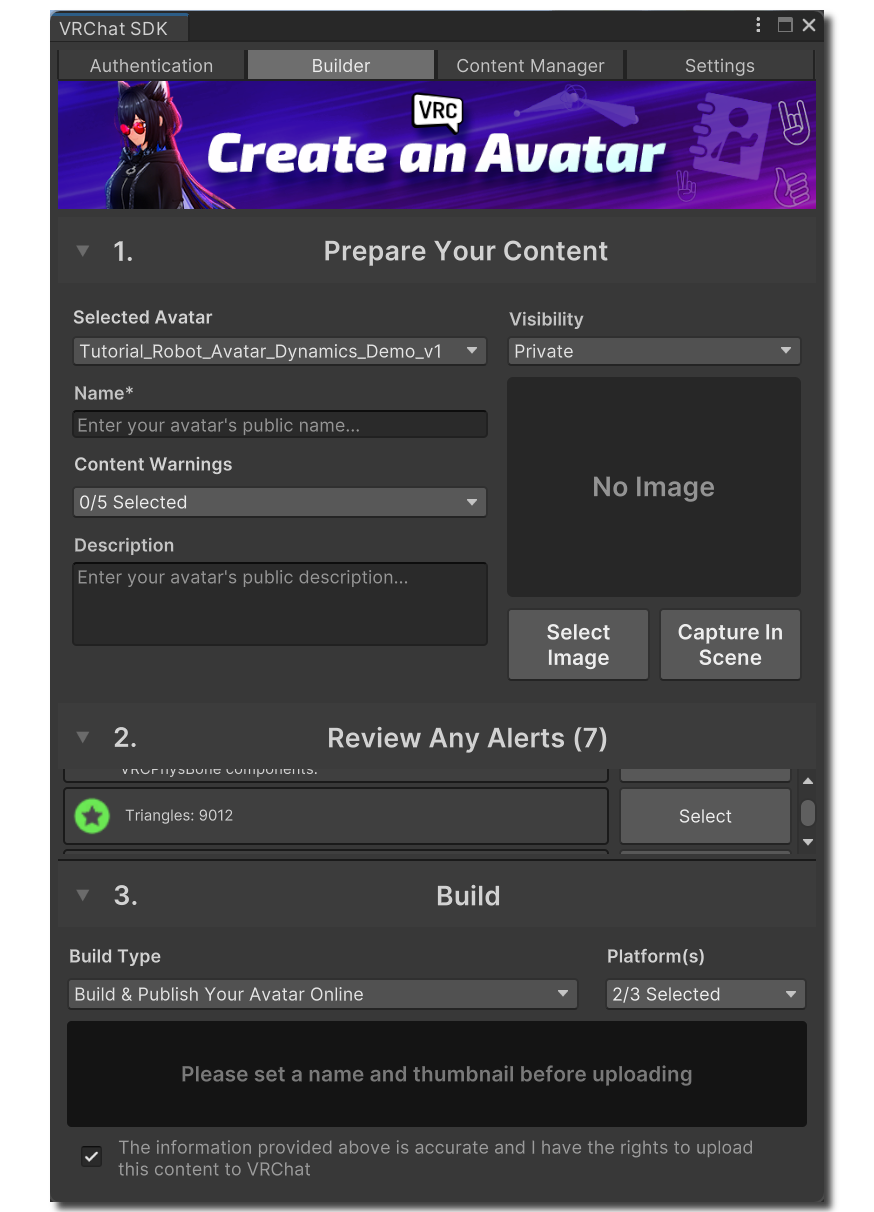 VRChat SDK
Authentication
Builder
Content Manager
Settings
VRC
Create an Avatar
1.
Prepare Your Content
Selected Avatar
Visibility
Tutorial_Robot_Avatar_Dynamics_Demo_v1
Private
Name*
Enter your avatar's public name...
Content Warnings
0/5 Selected
No Image
Description
Enter your avatar's public description...
Select
Image
Capture In
Scene
2.
Review Any Alerts (7)
VRCPhysBone components.
Triangles: 9012
Select
3.
Build
Build Type
Platform(s)
Build & Publish Your Avatar Online
2/3 Selected
Please set a name and thumbnail before uploading
The information provided above is accurate and I have the rights to upload
this content to VRChat